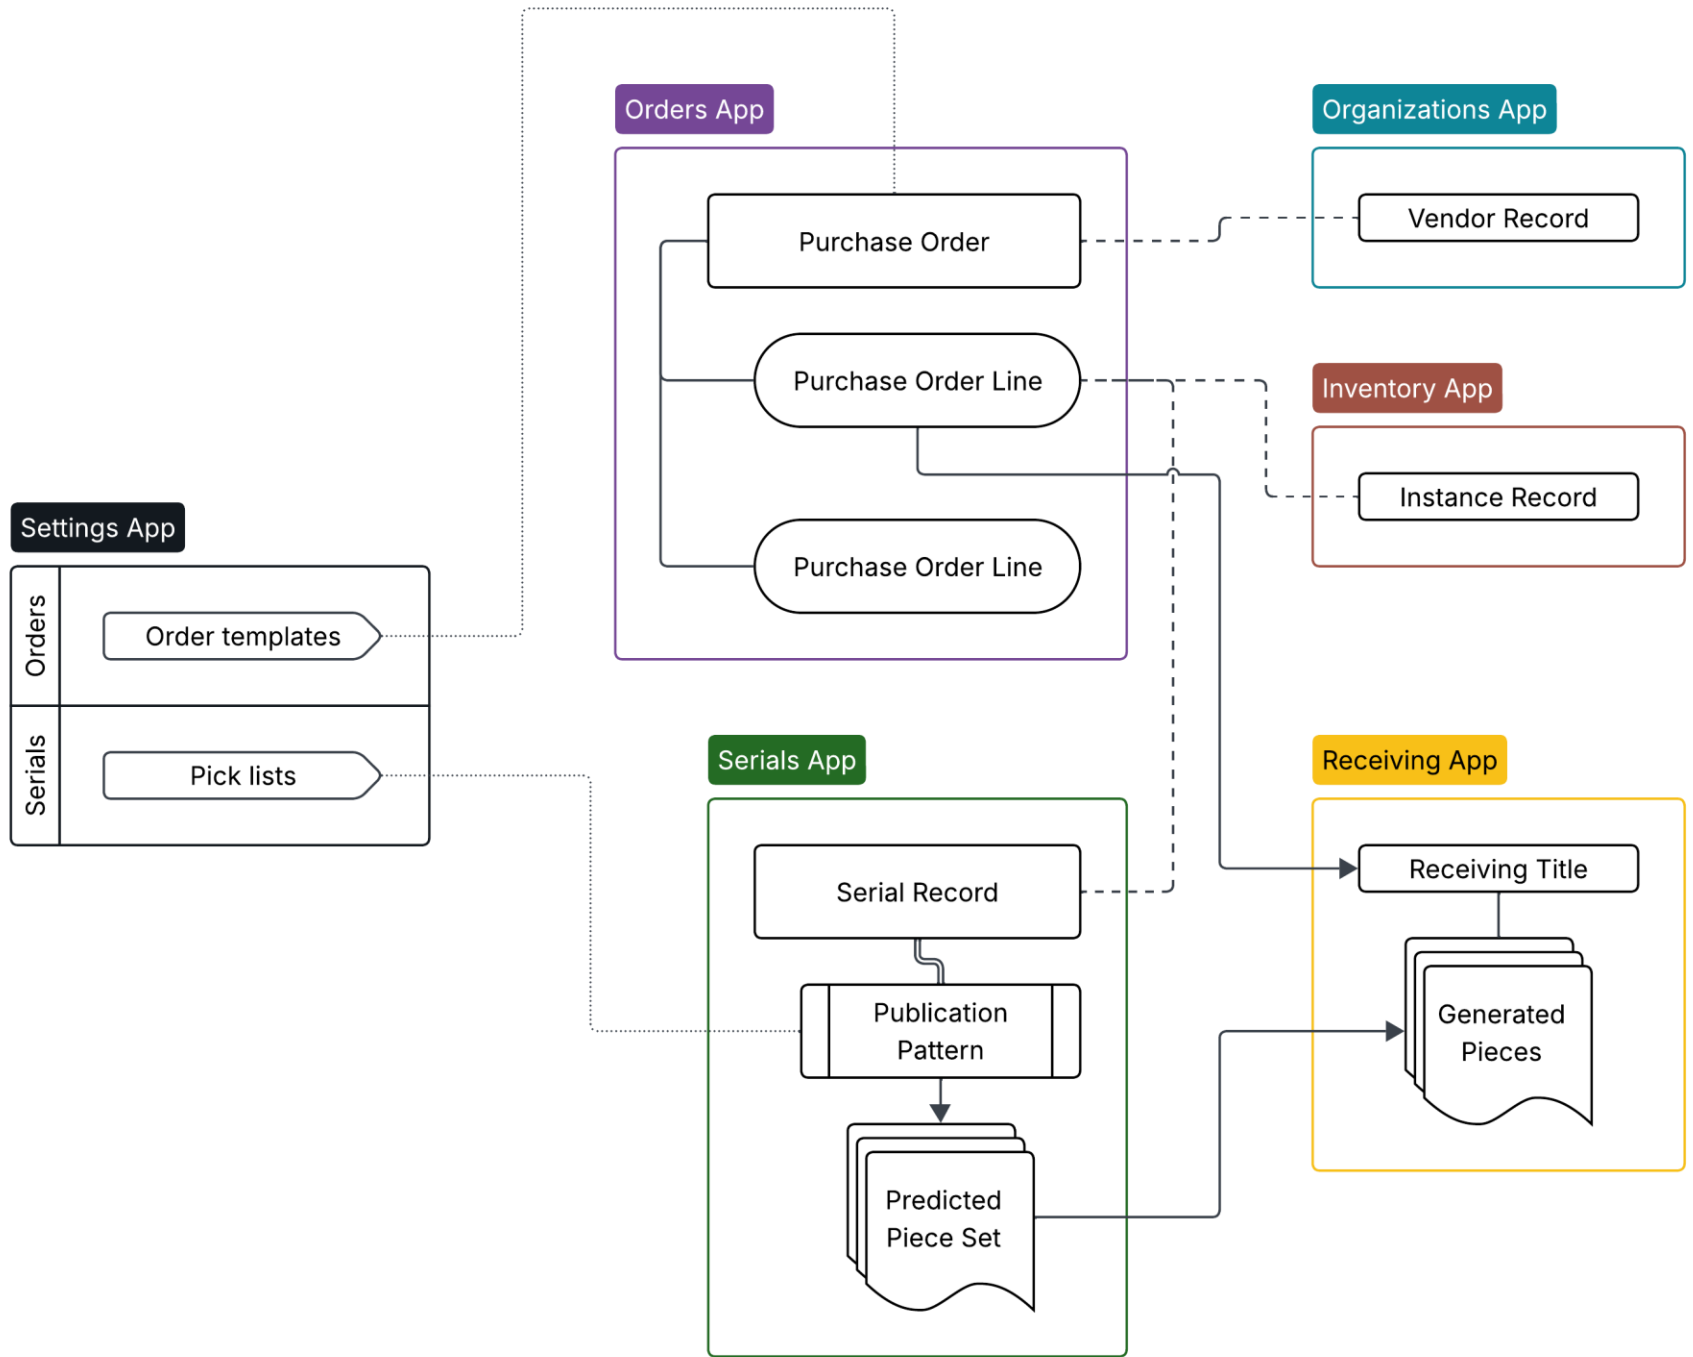 Orders App
Organizations App
Purchase Order
Vendor Record
Purchase Order Line
Inventory App
Instance Record
Purchase Order Line
Settings App
Orders
Order templates
Serials
Pick lists
Serials App
Receiving App
Serial Record
Receiving Title
Publication
Pattern
Generated
Pieces
Predicted
Piece Set